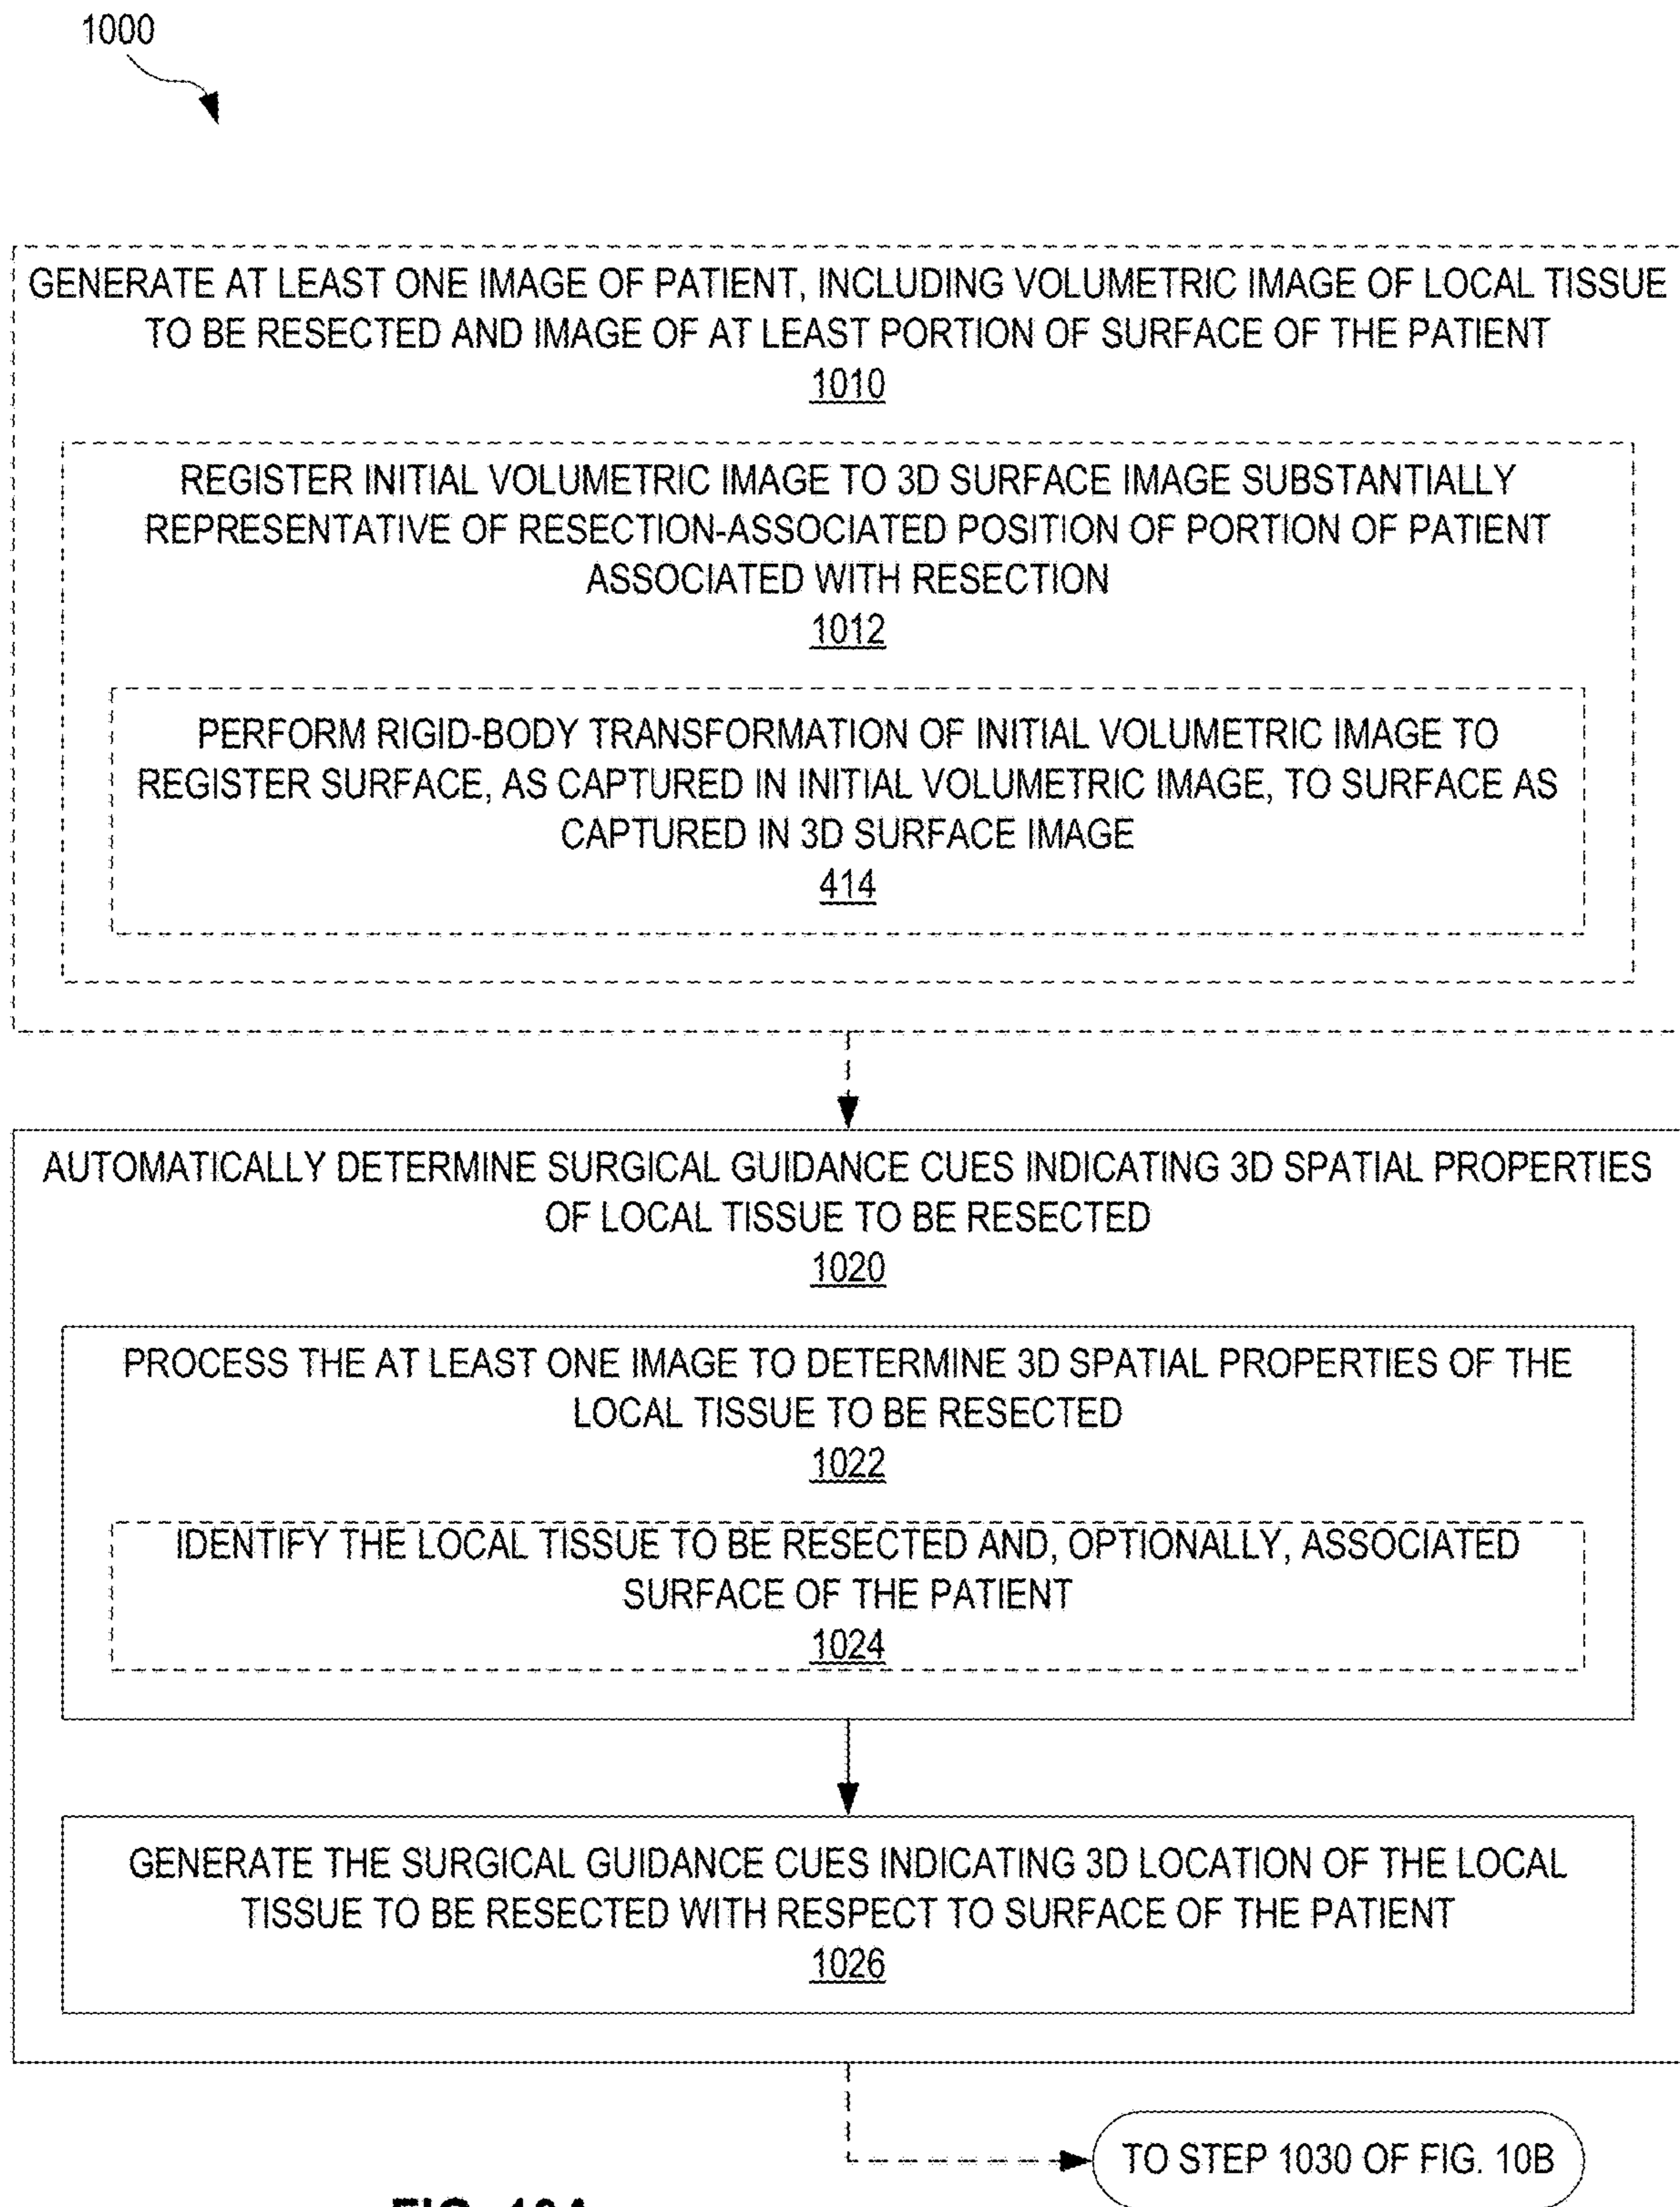 1000
GENERATE AT LEAST ONE IMAGE OF PATIENT, INCLUDING VOLUMETRIC IMAGE OF LOCAL TISSUE
TO BE RESECTED AND IMAGE OF AT LEAST PORTION OF SURFACE OF THE PATIENT
1010
REGISTER INITIAL VOLUMETRIC IMAGE TO 3D SURFACE IMAGE SUBSTANTIALLY
REPRESENTATIVE OF RESECTION-ASSOCIATED POSITION OF PORTION OF PATIENT
ASSOCIATED WITH RESECTION
1012
PERFORM RIGID-BODY TRANSFORMATION OF INITIAL VOLUMETRIC IMAGE TO
REGISTER SURFACE, AS CAPTURED IN INITIAL VOLUMETRIC IMAGE, TO SURFACE AS
CAPTURED IN 3D SURFACE IMAGE
414
AUTOMATICALLY DETERMINE SURGICAL GUIDANCE CUES INDICATING 3D SPATIAL PROPERTIES
OF LOCAL TISSUE TO BE RESECTED
1020
PROCESS THE AT LEAST ONE IMAGE TO DETERMINE 3D SPATIAL PROPERTIES OF THE
LOCAL TISSUE TO BE RESECTED
1022
IDENTIFY THE LOCAL TISSUE TO BE RESECTED AND, OPTIONALLY, ASSOCIATED
SURFACE OF THE PATIENT
1024
GENERATE THE SURGICAL GUIDANCE CUES INDICATING 3D LOCATION OF THE LOCAL
TISSUE TO BE RESECTED WITH RESPECT TO SURFACE OF THE PATIENT
1026
TO STEP 1030 OF FIG. 10B